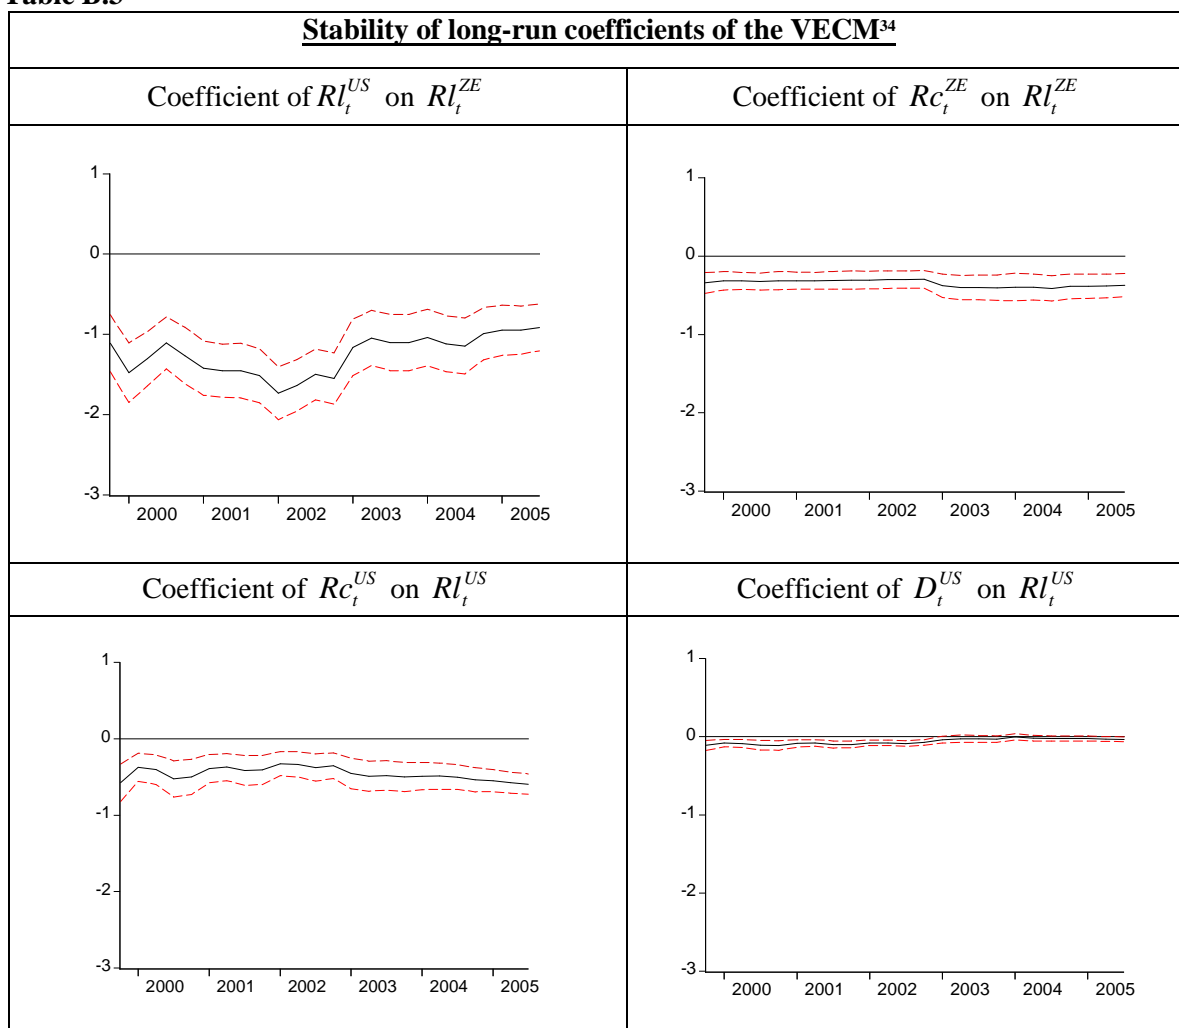 Stability of long-run coefficients of the VECM³⁴
Coefficient of Rl_t^{US} on Rl_t^{ZE}
Coefficient of Rc_t^{ZE} on Rl_t^{ZE}
1
0
-1
-2
-3
2000 2001 2002 2003 2004 2005
1
0
-1
-2
-3
2000 2001 2002 2003 2004 2005
Coefficient of Rc_t^{US} on Rl_t^{US}
Coefficient of D_t^{US} on Rl_t^{US}
1
0
-1
-2
-3
2000 2001 2002 2003 2004 2005
1
0
-1
-2
-3
2000 2001 2002 2003 2004 2005